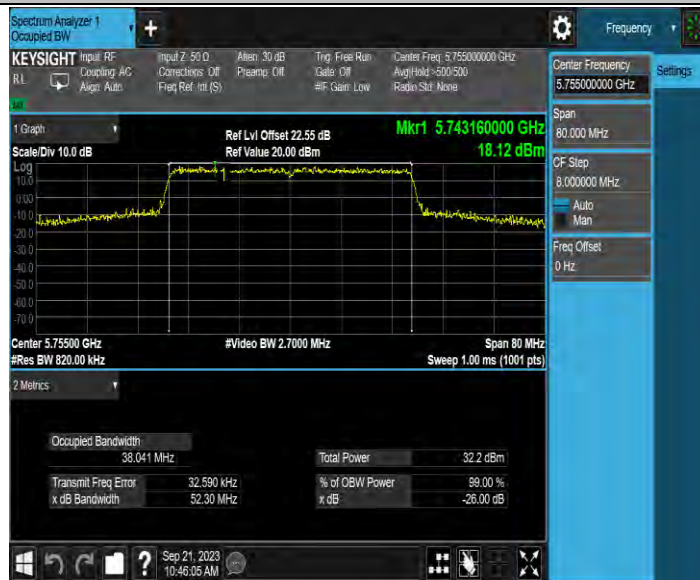 Spectrum Analyzer 1
Occupied BW
+
Frequency
KEYSIGHT
Input: RF
Coupling: AC
Align: Auto
Input Z: 50 Ω
Corrections: Off
Freq Ref: Int (S)
Atten: 30 dB
Preamp: Off
Trig: Free Run
Gate: Off
#IF Gain: Low
Center Freq: 5.755000000 GHz
Avg|Hold: >500/500
Radio Std: None
RL
Center Frequency
5.755000000 GHz
Settings
Span
80.000 MHz
CF Step
8.000000 MHz
Auto
Man
Freq Offset
0 Hz
1 Graph
Scale/Div 10.0 dB
Ref Lvl Offset 22.55 dB
Ref Value 20.00 dBm
Mkr1 5.743160000 GHz
18.12 dBm
Log
10.0
0.00
-10.0
-20.0
-30.0
-40.0
-50.0
-60.0
-70.0
1
Center 5.75500 GHz
#Res BW 820.00 kHz
#Video BW 2.7000 MHz
Span 80 MHz
Sweep 1.00 ms (1001 pts)
2 Metrics
Occupied Bandwidth
38.041 MHz
Total Power 32.2 dBm
Transmit Freq Error 32.590 kHz
% of OBW Power 99.00 %
x dB Bandwidth 52.30 MHz
x dB -26.00 dB
?
Sep 21, 2023
10:46:05 AM